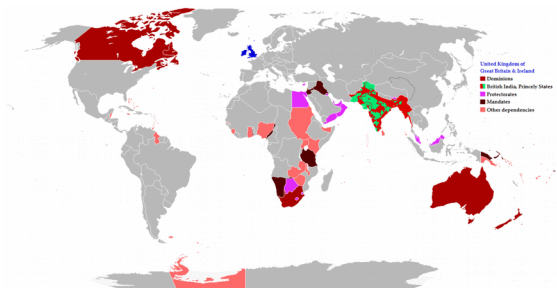 United Kingdom of
Great Britain & Ireland
Dominions
British India, Princely States
Protectorates
Mandates
Other dependencies